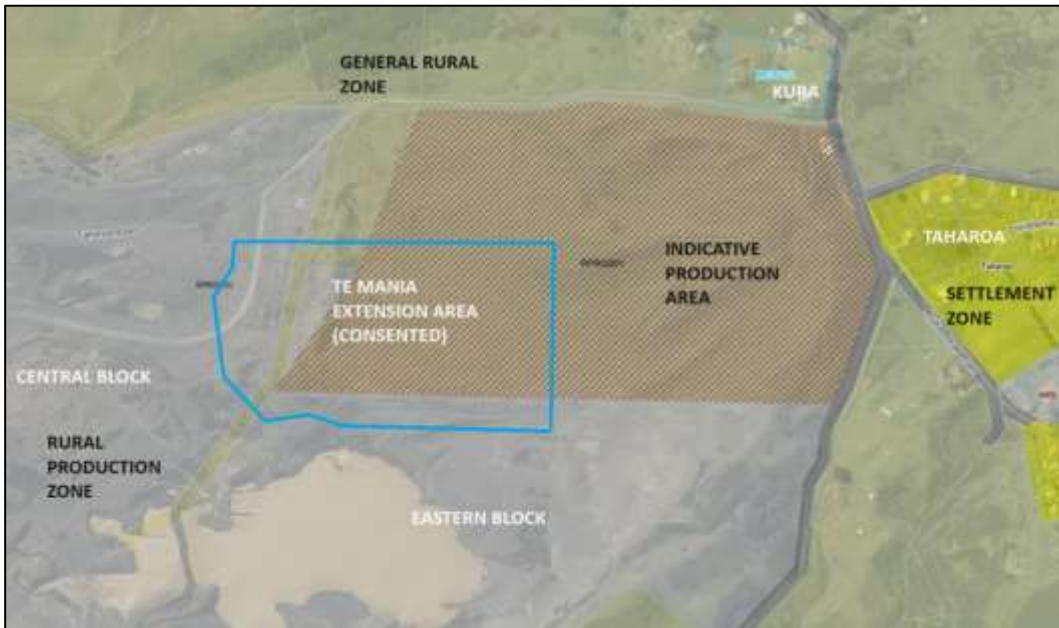 GENERAL RURAL
ZONE
KURA
INDICATIVE
PRODUCTION
AREA
TAHAROA
SETTLEMENT
ZONE
TE MANIA
EXTENSION AREA
(CONSENTED)
CENTRAL BLOCK
RURAL
PRODUCTION
ZONE
EASTERN BLOCK